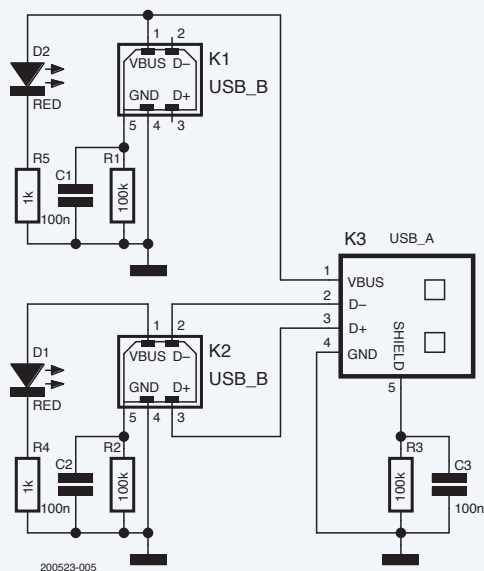 D2
RED
R5
1k
C1
100n
R1
100k
1 2
VBUS D–
GND D+
5 4 3
K1
USB_B
K3 USB_A
1 VBUS
2 D–
3 D+
4 GND
SHIELD
5
D1
RED
R4
1k
C2
100n
R2
100k
1 2
VBUS D–
GND D+
5 4 3
K2
USB_B
R3
100k
C3
100n
200523-005